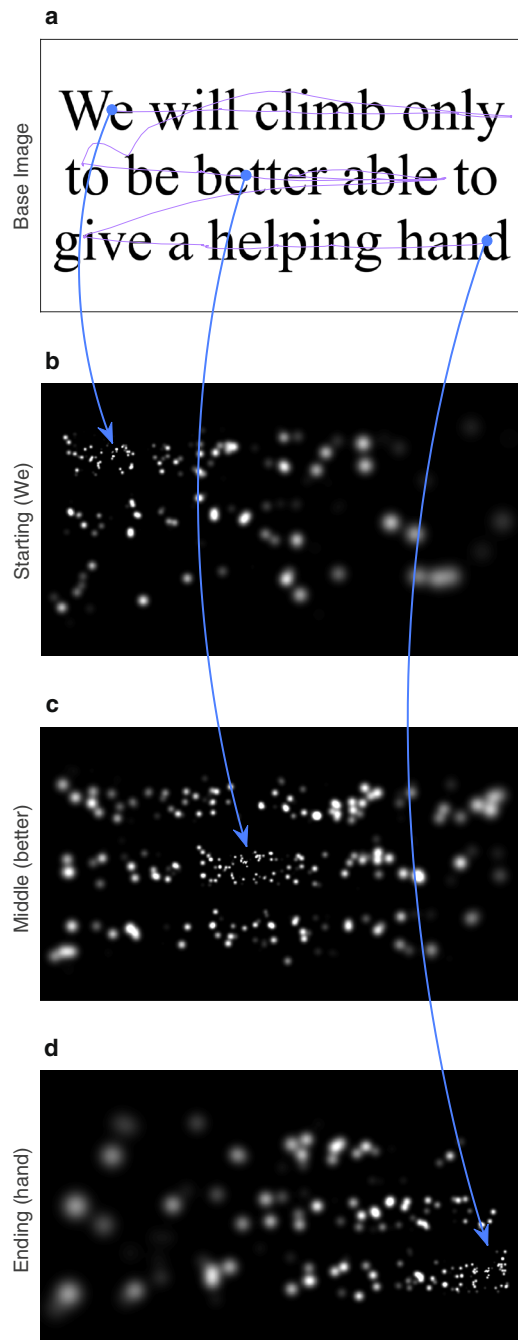 a
Base Image
We will climb only
to be better able to
give a helping hand
b
Starting (We)
c
Middle (better)
d
Ending (hand)